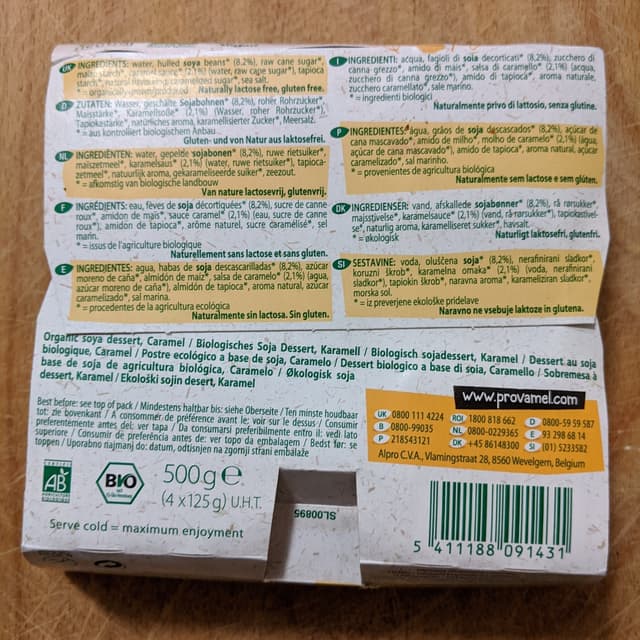 UK INGREDIENTS: water, hulled soya beans* (8,2%), raw cane sugar*,
maize starch*, caramel sauce* (2,1%) (water, raw cane sugar*), tapioca
starch*, natural flavouring, caramelized sugar*, sea salt.
* = organically grown/produced Naturally lactose free, gluten free.
D ZUTATEN: Wasser, geschälte Sojabohnen* (8,2%), roher Rohrzucker*,
Maisstärke*, Karamelsoße* (2,1%) (Wasser, roher Rohrzucker*),
Tapiokastärke*, natürliches Aroma, karamellisierter Zucker*, Meersalz.
* = aus kontrolliert biologischem Anbau
Gluten- und von Natur aus laktosefrei.
NL INGREDIËNTEN: water, gepelde sojabonen* (8,2%), ruwe rietsuiker*,
maiszetmeel*, karamelsaus* (2,1%) (water, ruwe rietsuiker*), tapioca-
zetmeel*, natuurlijk aroma, gekarameliseerde suiker*, zeezout.
* = afkomstig van biologische landbouw
Van nature lactosevrij, glutenvrij.
F INGRÉDIENTS: eau, fèves de soja décortiquées* (8,2%), sucre de canne
roux*, amidon de maïs*, sauce caramel* (2,1%) (eau, sucre de canne
roux*), amidon de tapioca*, arôme naturel, sucre caramélisé*, sel
marin.
* = issus de l'agriculture biologique
Naturellement sans lactose et sans gluten.
E INGREDIENTES: agua, habas de soja descascarilladas* (8,2%), azúcar
moreno de caña*, almidón de maíz*, salsa de caramelo* (2,1%) (agua,
azúcar moreno de caña*), almidón de tapioca*, aroma natural, azúcar
caramelizado*, sal marina.
* = procedentes de la agricultura ecológica
Naturalmente sin lactosa. Sin gluten.
I INGREDIENTI: acqua, fagioli di soia decorticati* (8,2%), zucchero di
canna grezzo*, amido di mais*, salsa di caramello* (2,1%) (acqua,
zucchero di canna grezzo*), amido di tapioca*, aroma naturale,
zucchero caramellato*, sale marino.
* = ingredienti biologici
Naturalmente privo di lattosio, senza glutine.
P INGREDIENTES: água, grãos de soja descascados* (8,2%), açúcar de
cana mascavado*, amido de milho*, molho de caramelo* (2,1%) (água,
açúcar de cana mascavado*), amido de tapioca*, aroma natural, açúcar
caramelizado*, sal marinho.
* = provenientes de agricultura biológica
Naturalmente sem lactose e sem glúten.
DK INGREDIENSER: vand, afskallede sojabønner* (8,2%), rå rørsukker*,
majsstivelse*, karamelsauce* (2,1%) (vand, rå rørsukker*), tapiokastivel-
se*, naturlig aroma, karamelliseret sukker*, havsalt.
* = økologisk Naturligt laktosefri, glutenfri.
SI SESTAVINE: voda, oluščena soja* (8,2%), nerafinirani sladkor*,
koruzni škrob*, karamelna omaka* (2,1%) (voda, nerafinirani
sladkor*), tapiokin škrob*, naravna aroma*, karameliziran sladkor*,
morska sol.
* = iz preverjene ekološke pridelave
Naravno ne vsebuje laktoze in glutena.
Organic soya dessert, Caramel / Biologisches Soja Dessert, Karamell / Biologisch sojadessert, Karamel / Dessert au soja
biologique, Caramel / Postre ecológico a base de soja, Caramelo / Dessert biologico a base di soia, Caramello / Sobremesa à
base de soja de agricultura biológica, Caramelo / Økologisk soja
dessert, Karamel / Ekološki sojin desert, Karamel
Best before: see top of pack / Mindestens haltbar bis: siehe Oberseite / Ten minste houdbaar
tot: zie bovenkant / A consommer de préférence avant le: voir sur le dessus / Consumir
preferentemente antes del: ver tapa / Da consumarsi preferibilmente entro il: vedi lato
superiore / Consumir de preferência antes de: ver topo da embalagem / Bedst før: se
toppen / Uporabno najmanj do: datum, odtisnjen na zgornji strani embalaže
www.provamel.com
UK 0800 111 4224 ROI 1800 818 662 D 0800-59 59 587
B 0800-99035 NL 0800-0229365 E 93 298 68 14
P 218543121 DK +45 86148300 SI (01) 5233582
Alpro C.V.A., Vlamingstraat 28, 8560 Wevelgem, Belgium
CERTIFIÉ
AB
BIO
500g e
(4 x 125 g) U.H.T.
SL00895
Serve cold = maximum enjoyment
5 411188 091431